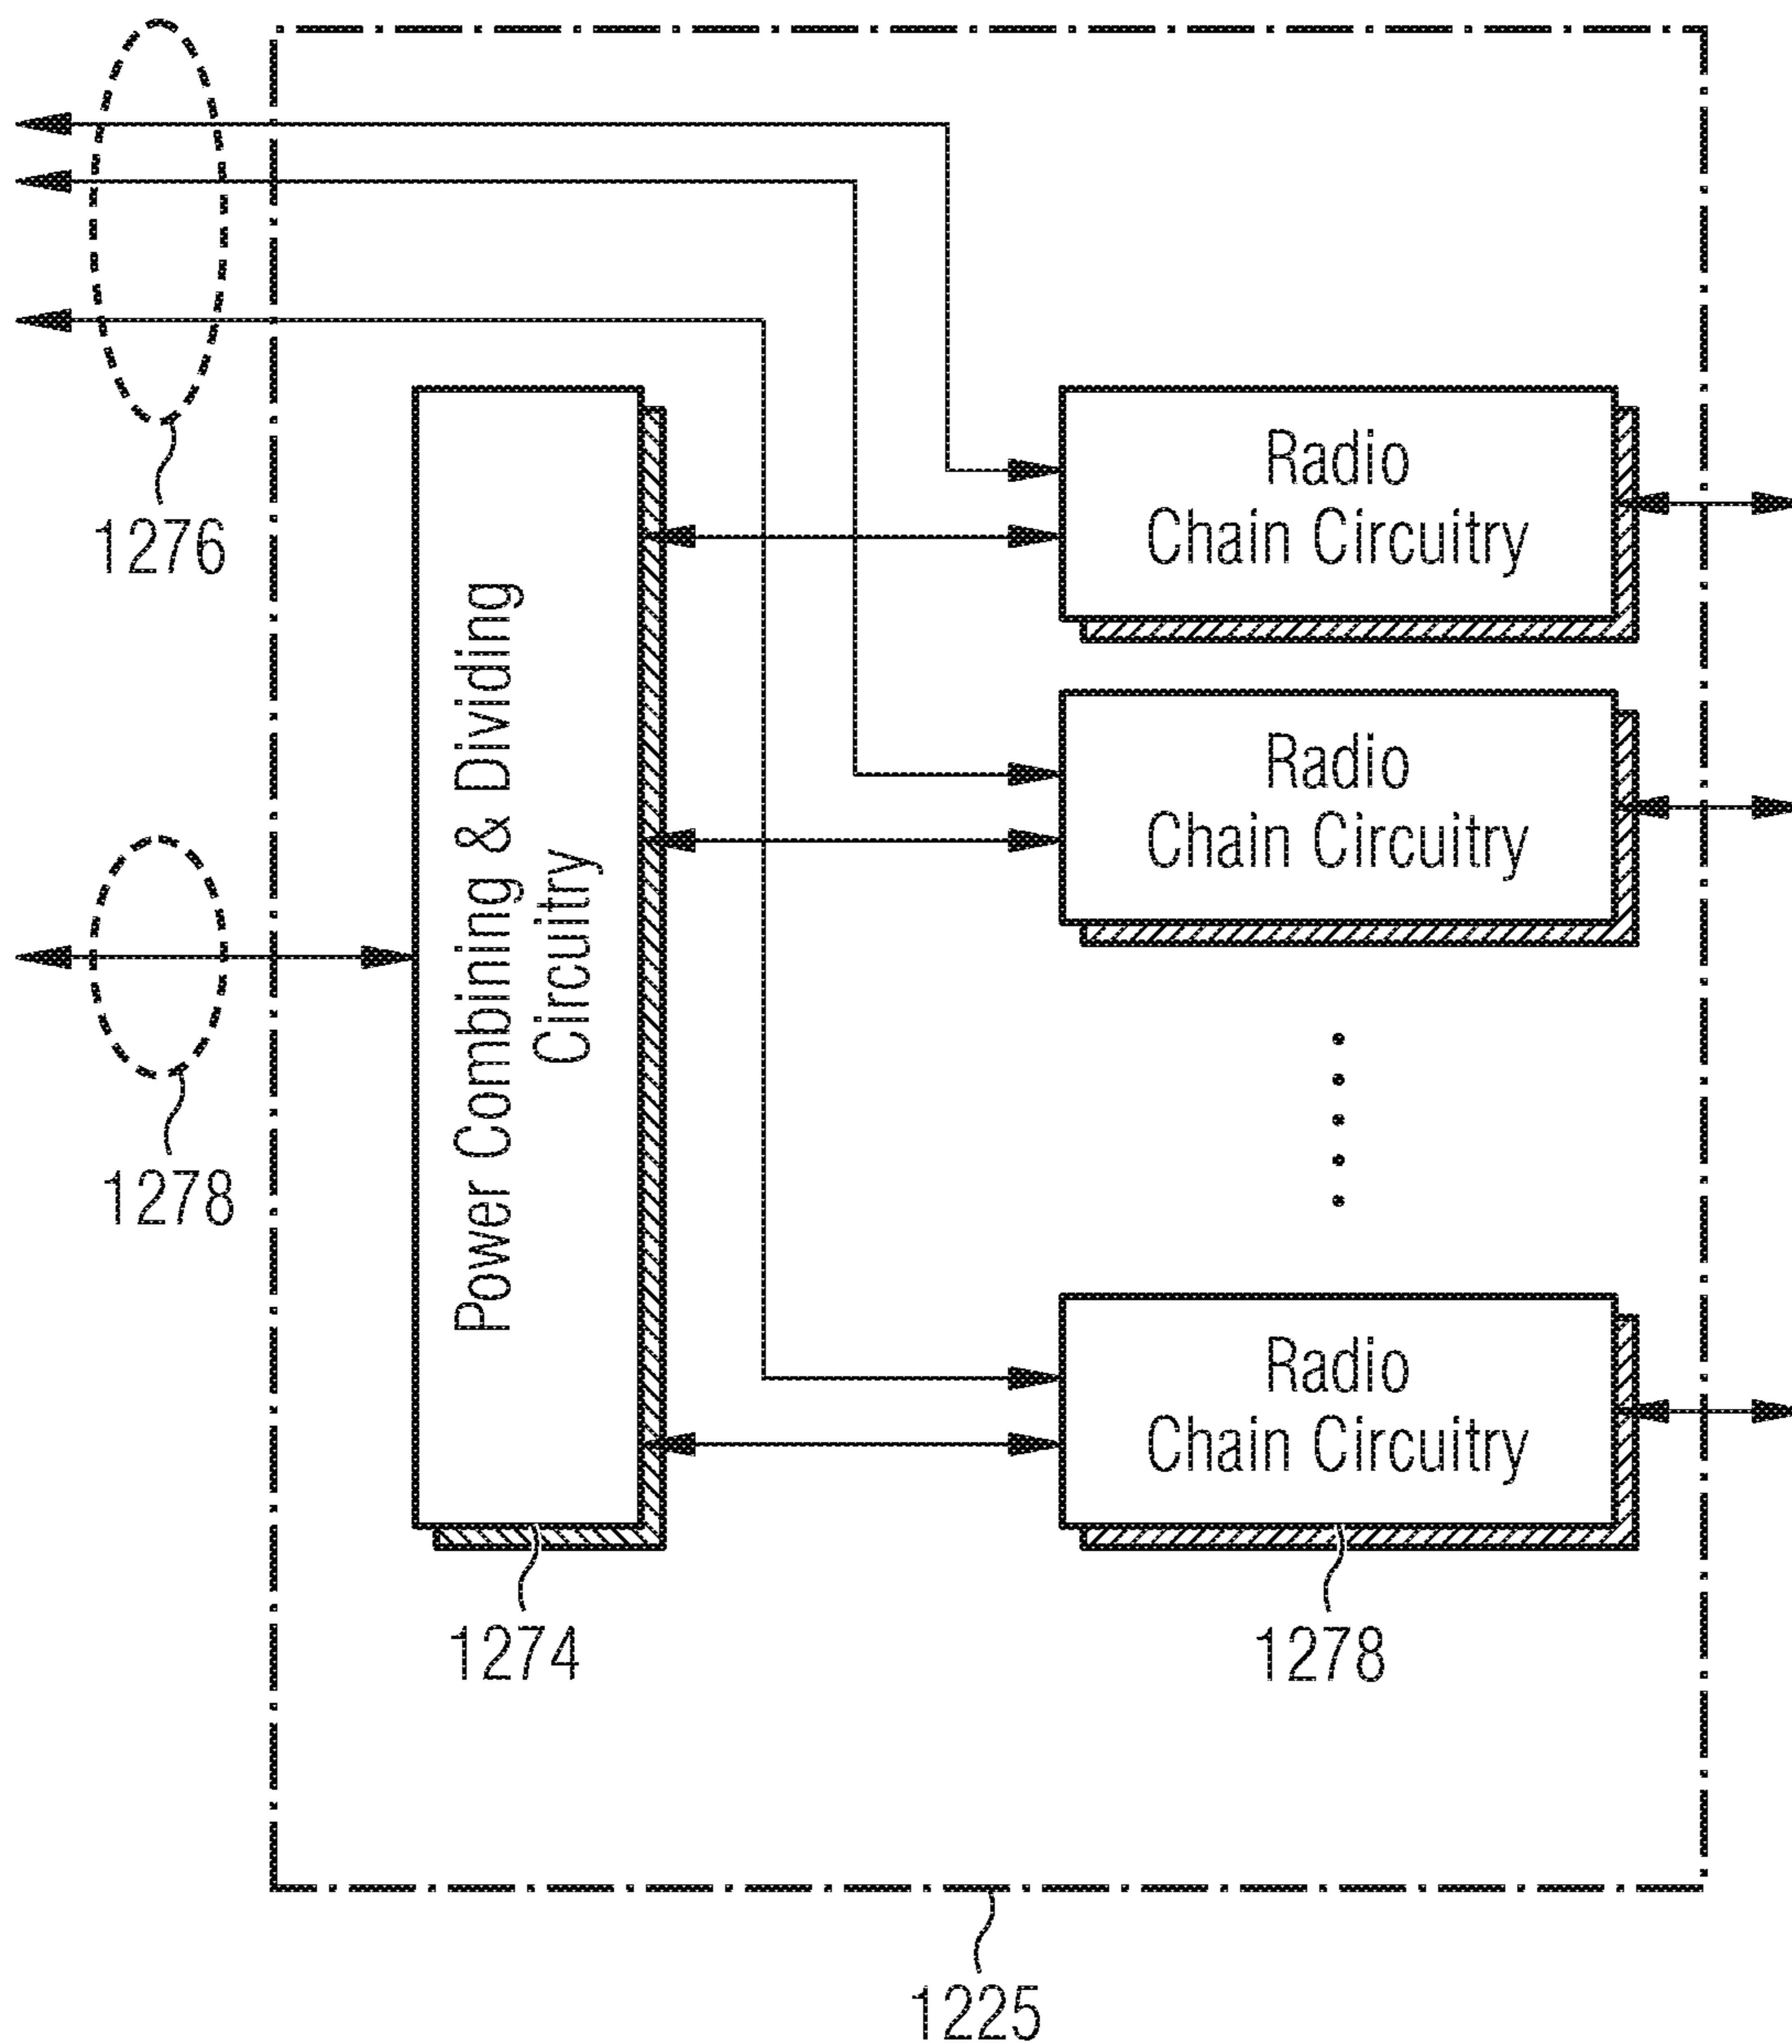 1276
Radio
Chain Circuitry
Radio
Chain Circuitry
Power Combining & Dividing
Circuitry
1278
Radio
Chain Circuitry
1274
1278
1225